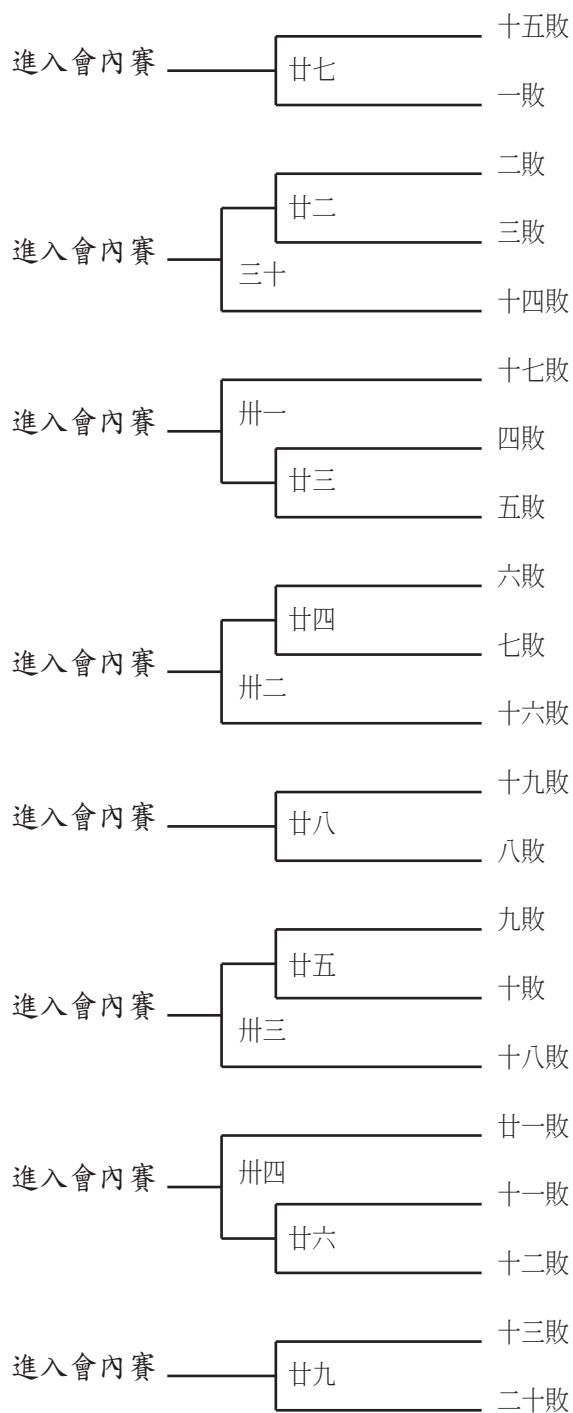 十五敗
進入會內賽
廿七
一敗
二敗
廿二
三敗
進入會內賽
三十
十四敗
十七敗
進入會內賽
卅一
四敗
廿三
五敗
六敗
廿四
七敗
進入會內賽
卅二
十六敗
十九敗
進入會內賽
廿八
八敗
九敗
廿五
十敗
進入會內賽
卅三
十八敗
廿一敗
進入會內賽
卅四
十一敗
廿六
十二敗
十三敗
進入會內賽
廿九
二十敗